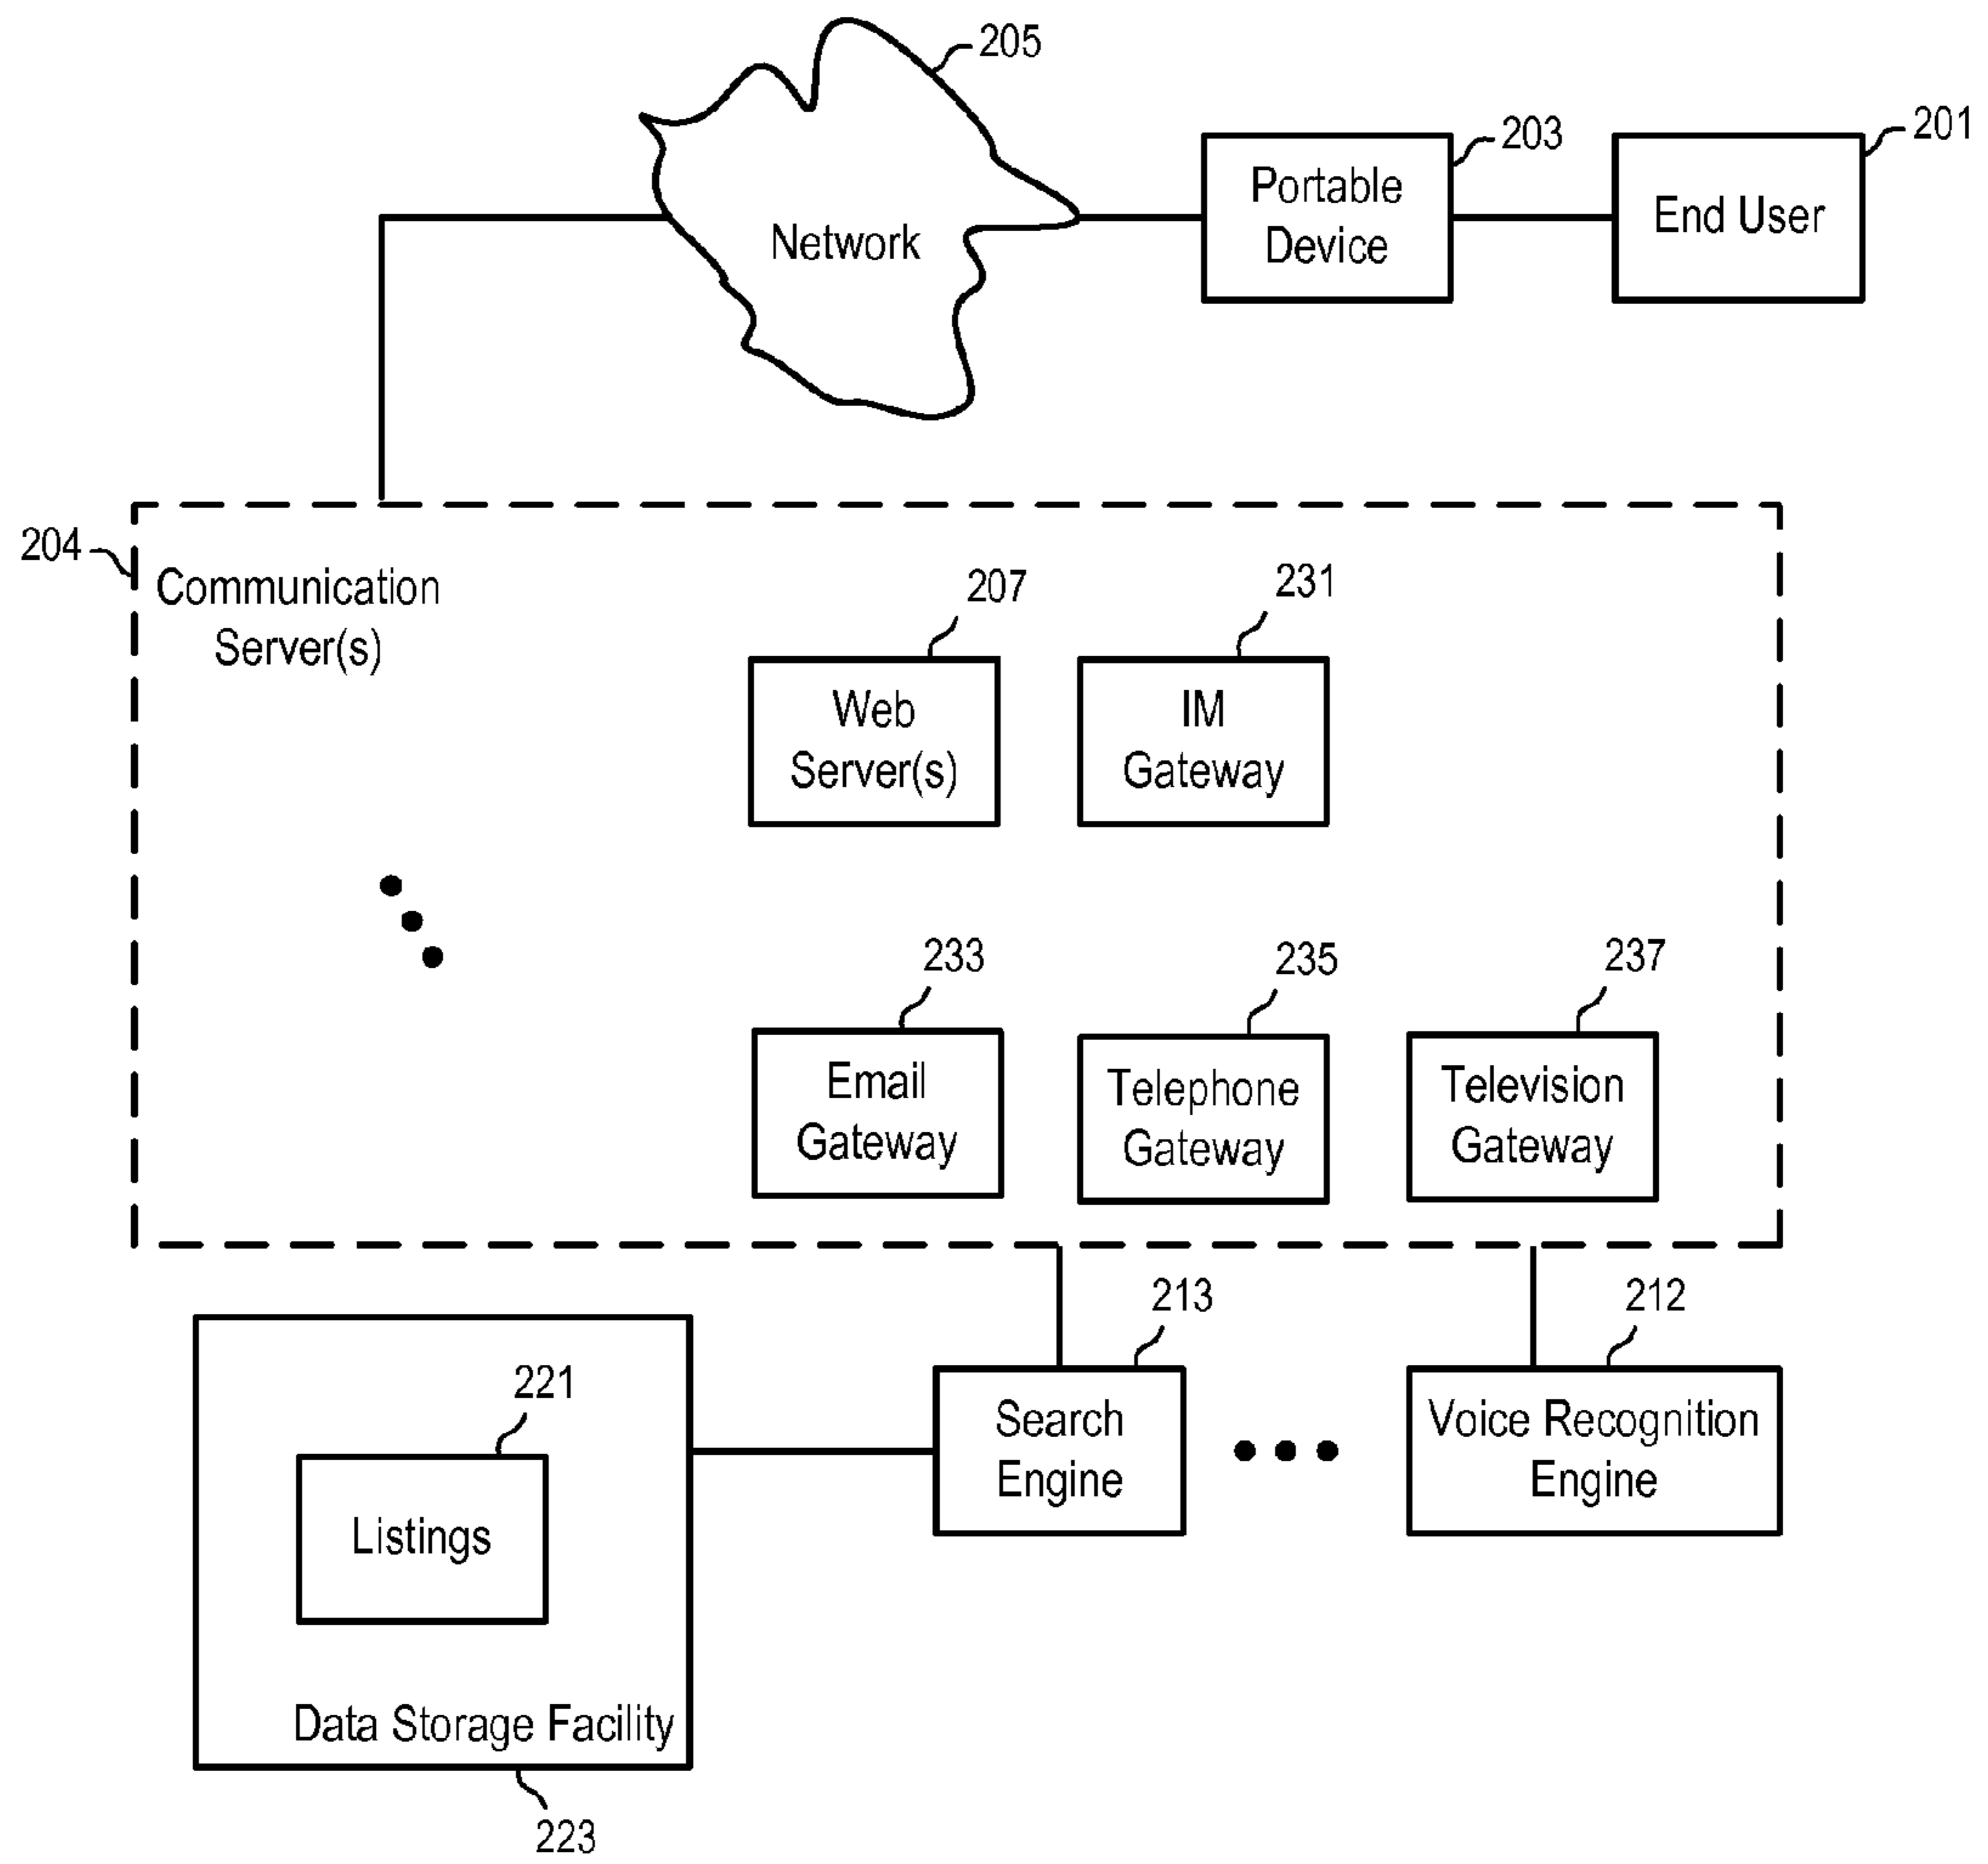 205
203
201
Portable
Device
End User
Network
204
Communication
Server(s)
207
231
Web
Server(s)
IM
Gateway
233
235
237
Email
Gateway
Telephone
Gateway
Television
Gateway
213
212
221
Search
Engine
Voice Recognition
Engine
Listings
Data Storage Facility
223